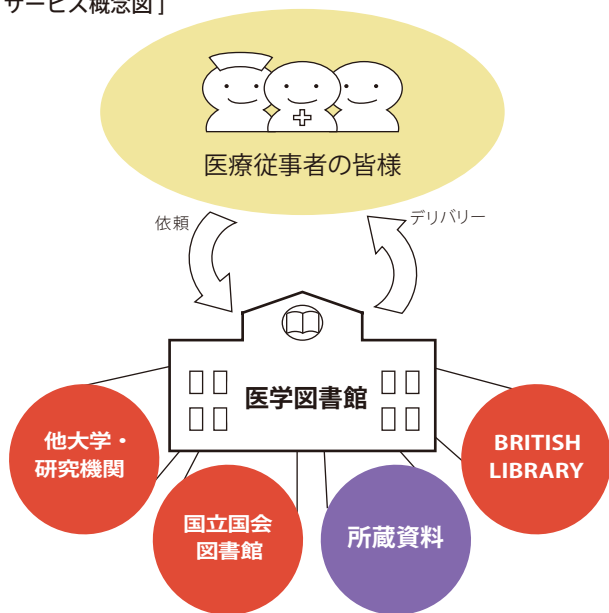 サービス概念図］
医療従事者の皆様
依頼
デリバリー
医学図書館
他大学・
研究機関
国立国会
図書館
所蔵資料
BRITISH
LIBRARY